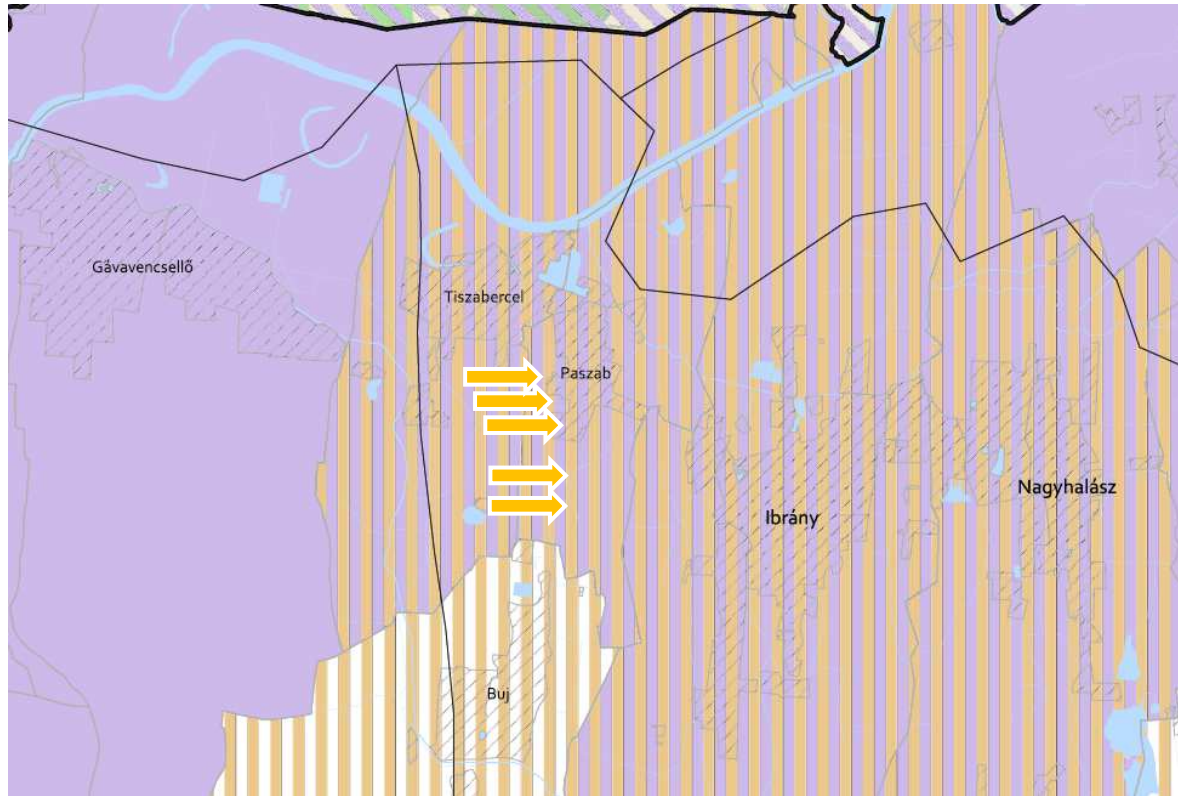 Gávavencsellő
Tiszabercel
Paszab
Nagyhalász
Ibrány
Buj